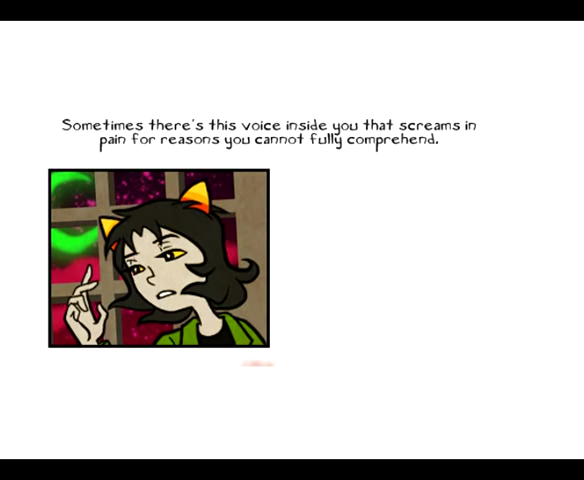 Sometimes there's this voice inside you that screams in
pain for reasons you cannot fully comprehend.